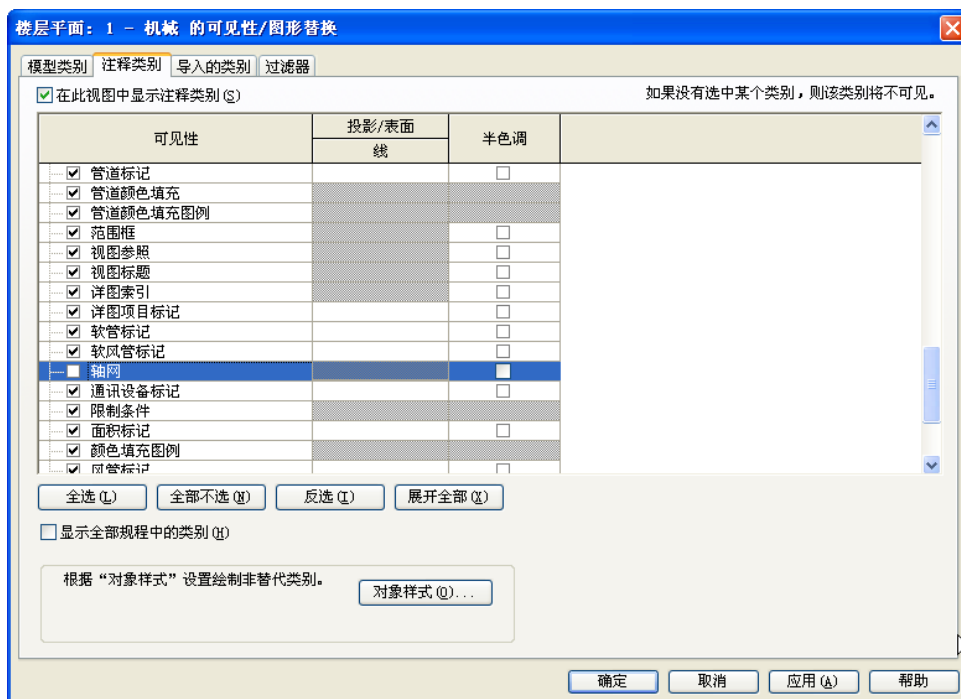 楼层平面: 1 - 机械 的可见性/图形替换
模型类别 注释类别 导入的类别 过滤器
在此视图中显示注释类别(S) 如果没有选中某个类别，则该类别将不可见。
可见性 投影/表面 半色调
线
管道标记
管道颜色填充
管道颜色填充图例
范围框
视图参照
视图标题
详图索引
详图项目标记
软管标记
软风管标记
轴网
通讯设备标记
限制条件
面积标记
颜色填充图例
风管标记
全选(L) 全部不选(N) 反选(I) 展开全部(X)
显示全部规程中的类别(H)
根据“对象样式”设置绘制非替代类别。
对象样式(O)...
确定 取消 应用(A) 帮助